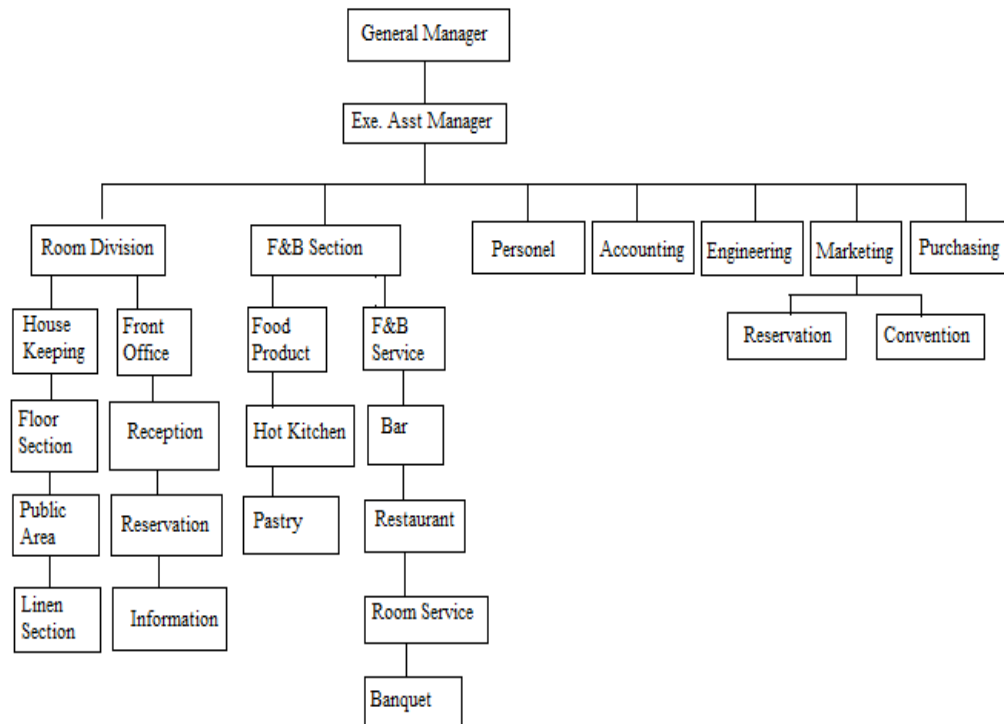 General Manager
Exe. Asst Manager
Room Division
F&B Section
Personel
Accounting
Engineering
Marketing
Purchasing
House
Keeping
Front
Office
Food
Product
F&B
Service
Reservation
Convention
Floor
Section
Reception
Hot Kitchen
Bar
Public
Area
Reservation
Pastry
Restaurant
Linen
Section
Information
Room Service
Banquet